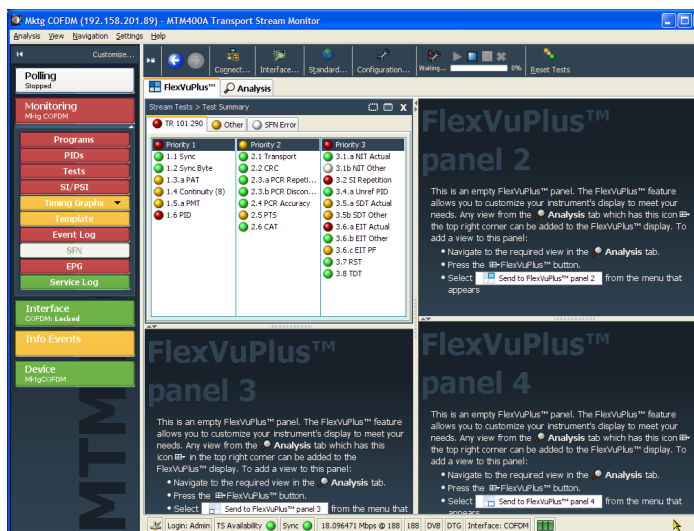 Mktg COFDM (192.158.201.89) - MTM400A Transport Stream Monitor
Analysis View Navigation Settings Help
Customise...
Connect... Interface... Standard... Configuration... Waiting... 0% Reset Tests
Polling
Stopped
Monitoring
Mktg COFDM
Programs
PIDs
Tests
SI/PSI
Timing Graphs
Template
Event Log
SFN
EPG
Service Log
Interface
COFDM: Locked
Info Events
Device
MktgCOFDM
MTM
FlexVuPlus™ Analysis
Stream Tests > Test Summary
TR 101 290 Other SFN Error
Priority 1
1.1 Sync
1.2 Sync Byte
1.3.a PAT
1.4 Continuity (8)
1.5.a PMT
1.6 PID
Priority 2
2.1 Transport
2.2 CRC
2.3.a PCR Repeti...
2.3.b PCR Discon...
2.4 PCR Accuracy
2.5 PTS
2.6 CAT
Priority 3
3.1.a NIT Actual
3.1b NIT Other
3.2 SI Repetition
3.4.a Unref PID
3.5.a SDT Actual
3.5b SDT Other
3.6.a EIT Actual
3.6.b EIT Other
3.6.c EIT PF
3.7 RST
3.8 TDT
FlexVuPlus™
panel 2
This is an empty FlexVuPlus™ panel. The FlexVuPlus™ feature
allows you to customize your instrument's display to meet your
needs. Any view from the Analysis tab which has this icon
the top right corner can be added to the FlexVuPlus™ display. To
add a view to this panel:
• Navigate to the required view in the Analysis tab.
• Press the FlexVuPlus™ button.
• Select Send to FlexVuPlus™ panel 2 from the menu that
appears
FlexVuPlus™
panel 3
This is an empty FlexVuPlus™ panel. The FlexVuPlus™ feature
allows you to customize your instrument's display to meet your
needs. Any view from the Analysis tab which has this
icon in the top right corner can be added to the
FlexVuPlus™ display. To add a view to this panel:
• Navigate to the required view in the Analysis tab.
• Press the FlexVuPlus™ button.
• Select Send to FlexVuPlus™ panel 3 from the menu that
FlexVuPlus™
panel 4
This is an empty FlexVuPlus™ panel. The FlexVuPlus™ feature
allows you to customize your instrument's display to meet your
needs. Any view from the Analysis tab which has this icon
the top right corner can be added to the FlexVuPlus™ display. To
add a view to this panel:
• Navigate to the required view in the Analysis tab.
• Press the FlexVuPlus™ button.
• Select Send to FlexVuPlus™ panel 4 from the menu that
appears
Login: Admin TS Availability Sync 18.096471 Mbps @ 188 188 DVB DTG Interface: COFDM